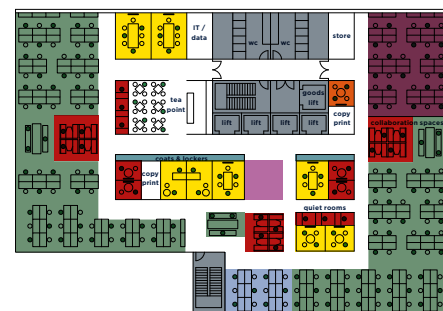 IT /
data
wc
wc
store
tea
point
goods
lift
lift
lift
lift
lift
copy
print
collaboration spaces
coats & lockers
copy
print
quiet rooms